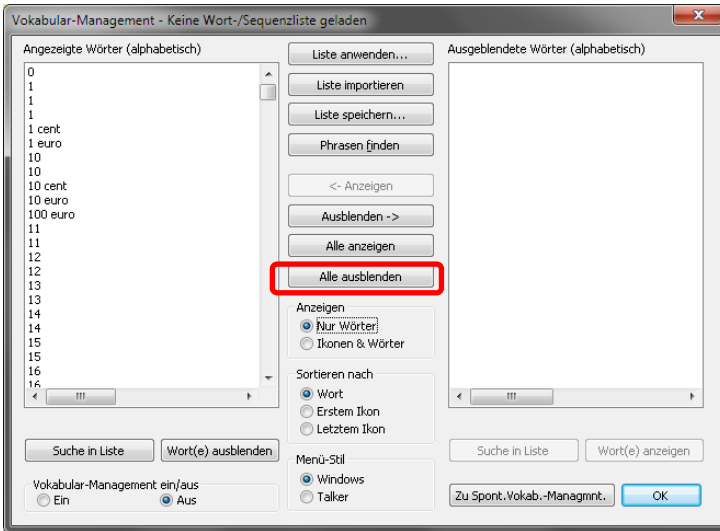 Vokabular-Management - Keine Wort-/Sequenzliste geladen
Angezeigte Wörter (alphabetisch)
0
1
1
1
1 cent
1 euro
10
10
10 cent
10 euro
100 euro
11
11
12
12
13
13
14
14
15
15
16
16
Suche in Liste
Wort(e) ausblenden
Vokabular-Management ein/aus
Ein
Aus
Liste anwenden...
Liste importieren
Liste speichern...
Phrasen finden
<- Anzeigen
Ausblenden ->
Alle anzeigen
Alle ausblenden
Anzeigen
Nur Wörter
Ikonen & Wörter
Sortieren nach
Wort
Erstem Ikon
Letztem Ikon
Menü-Stil
Windows
Talker
Ausgeblendete Wörter (alphabetisch)
Suche in Liste
Wort(e) anzeigen
Zu Spont.Vokab.-Managmnt.
OK